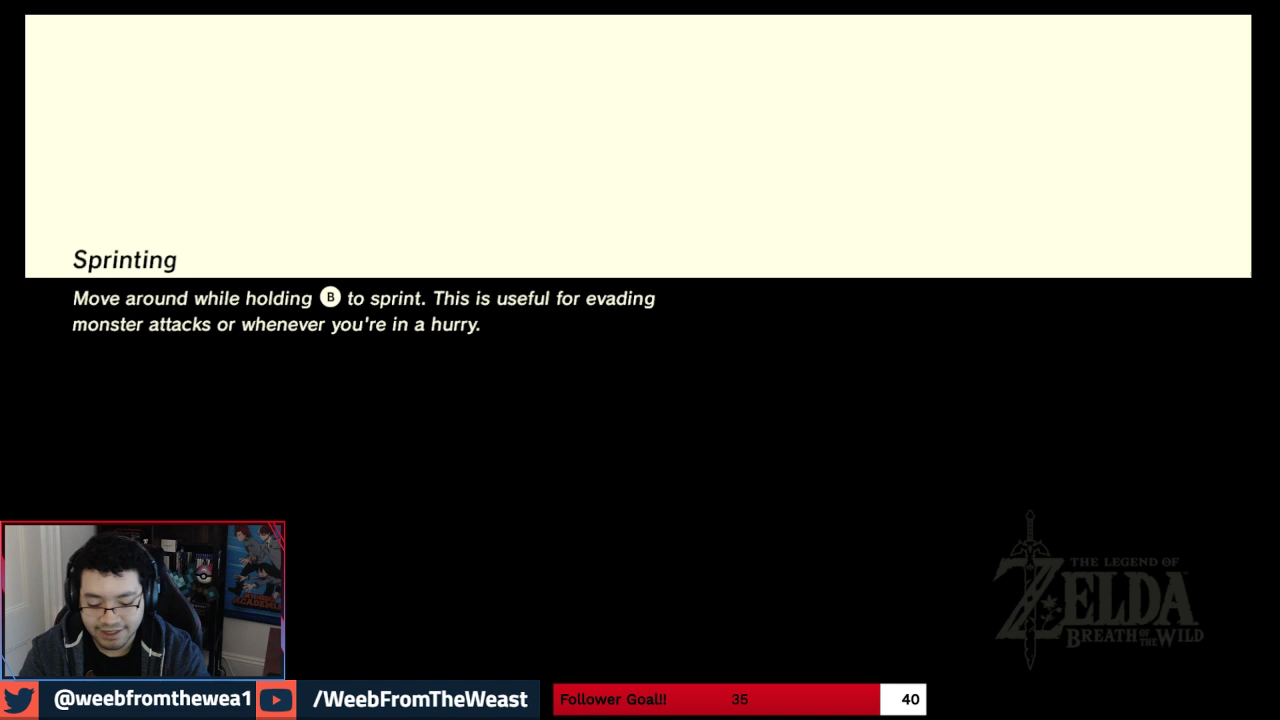 Sprinting
Move around while holding B to sprint. This is useful for evading
monster attacks or whenever you're in a hurry.
THE LEGEND OF
ZELDA
BREATH OF THE WILD
@weebfromthewea1
/WeebFromTheWeast
Follower Goal!! 35 40